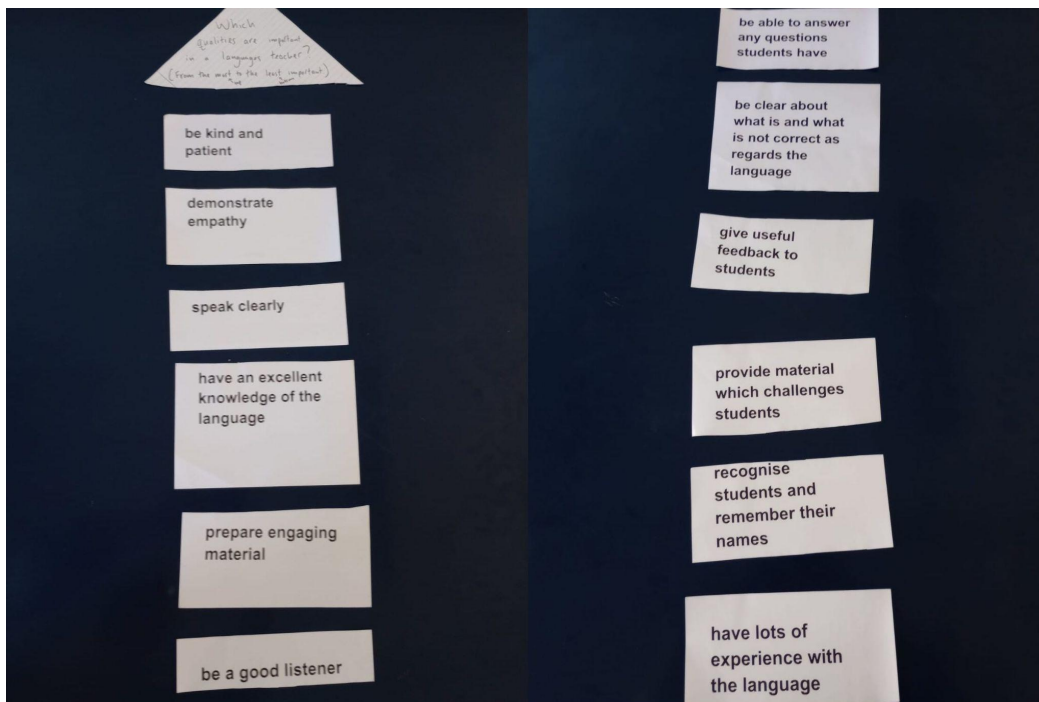 Which
qualities are important
in a languages teacher?
(from the most to the least important)
be kind and
patient
demonstrate
empathy
speak clearly
have an excellent
knowledge of the
language
prepare engaging
material
be a good listener
be able to answer
any questions
students have
be clear about
what is and what
is not correct as
regards the
language
give useful
feedback to
students
provide material
which challenges
students
recognise
students and
remember their
names
have lots of
experience with
the language